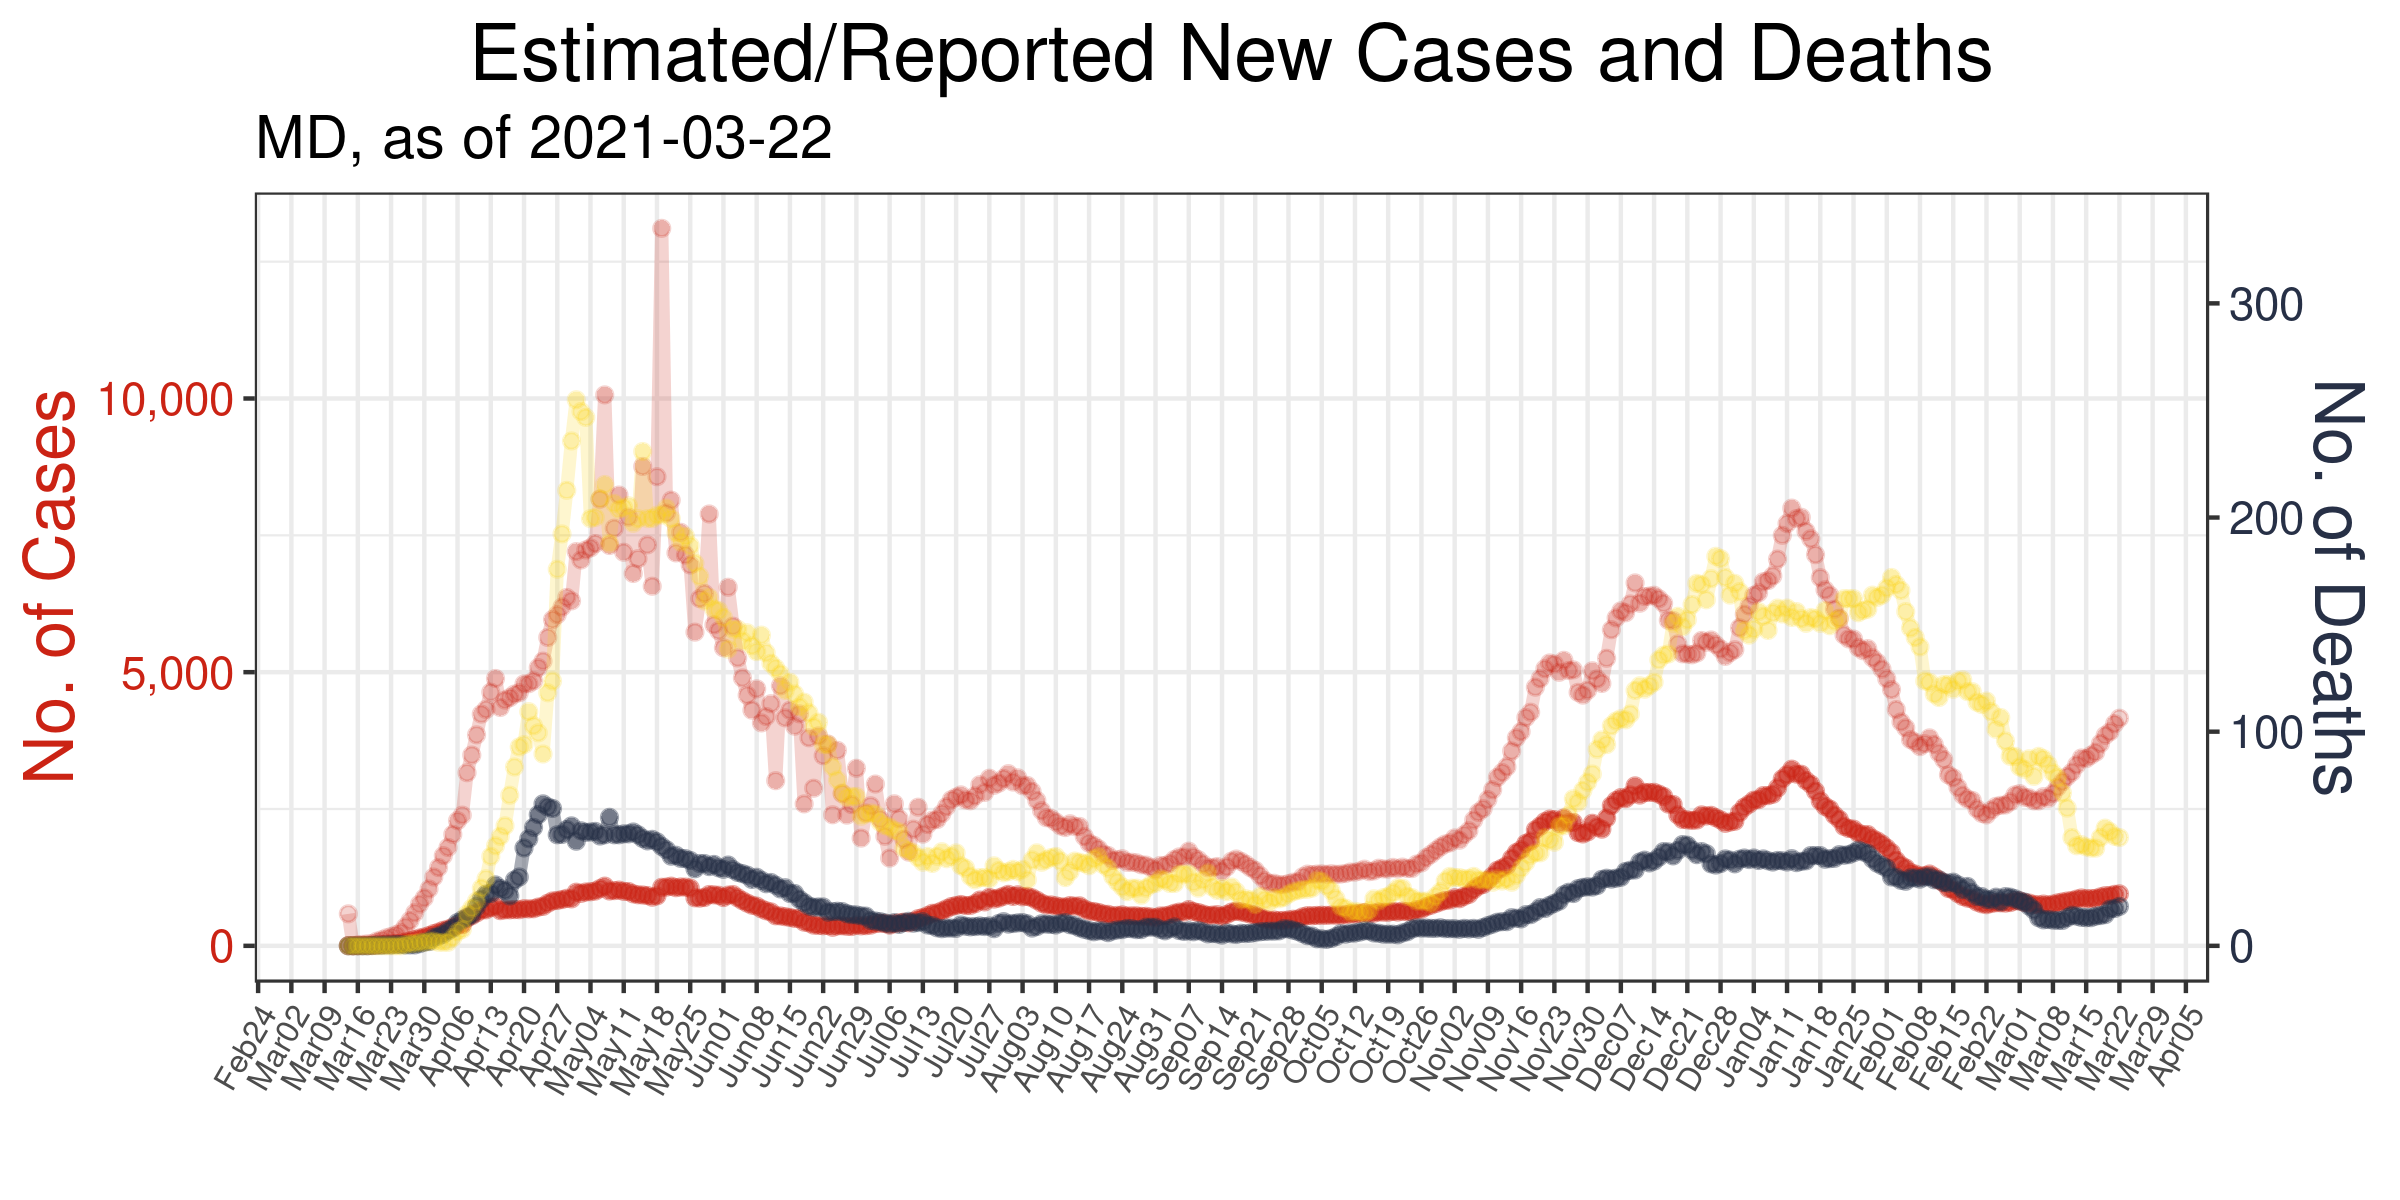 Estimated/Reported New Cases and Deaths
MD, as of 2021-03-22
No. of Cases
10,000
5,000
0
300
200
100
0
No. of Deaths
Feb24
Mar02
Mar09
Mar16
Mar23
Mar30
Apr06
Apr13
Apr20
Apr27
May04
May11
May18
May25
Jun01
Jun08
Jun15
Jun22
Jun29
Jul06
Jul13
Jul20
Jul27
Aug03
Aug10
Aug17
Aug24
Aug31
Sep07
Sep14
Sep21
Sep28
Oct05
Oct12
Oct19
Oct26
Nov02
Nov09
Nov16
Nov23
Nov30
Dec07
Dec14
Dec21
Dec28
Jan04
Jan11
Jan18
Jan25
Feb01
Feb08
Feb15
Feb22
Mar01
Mar08
Mar15
Mar22
Mar29
Apr05